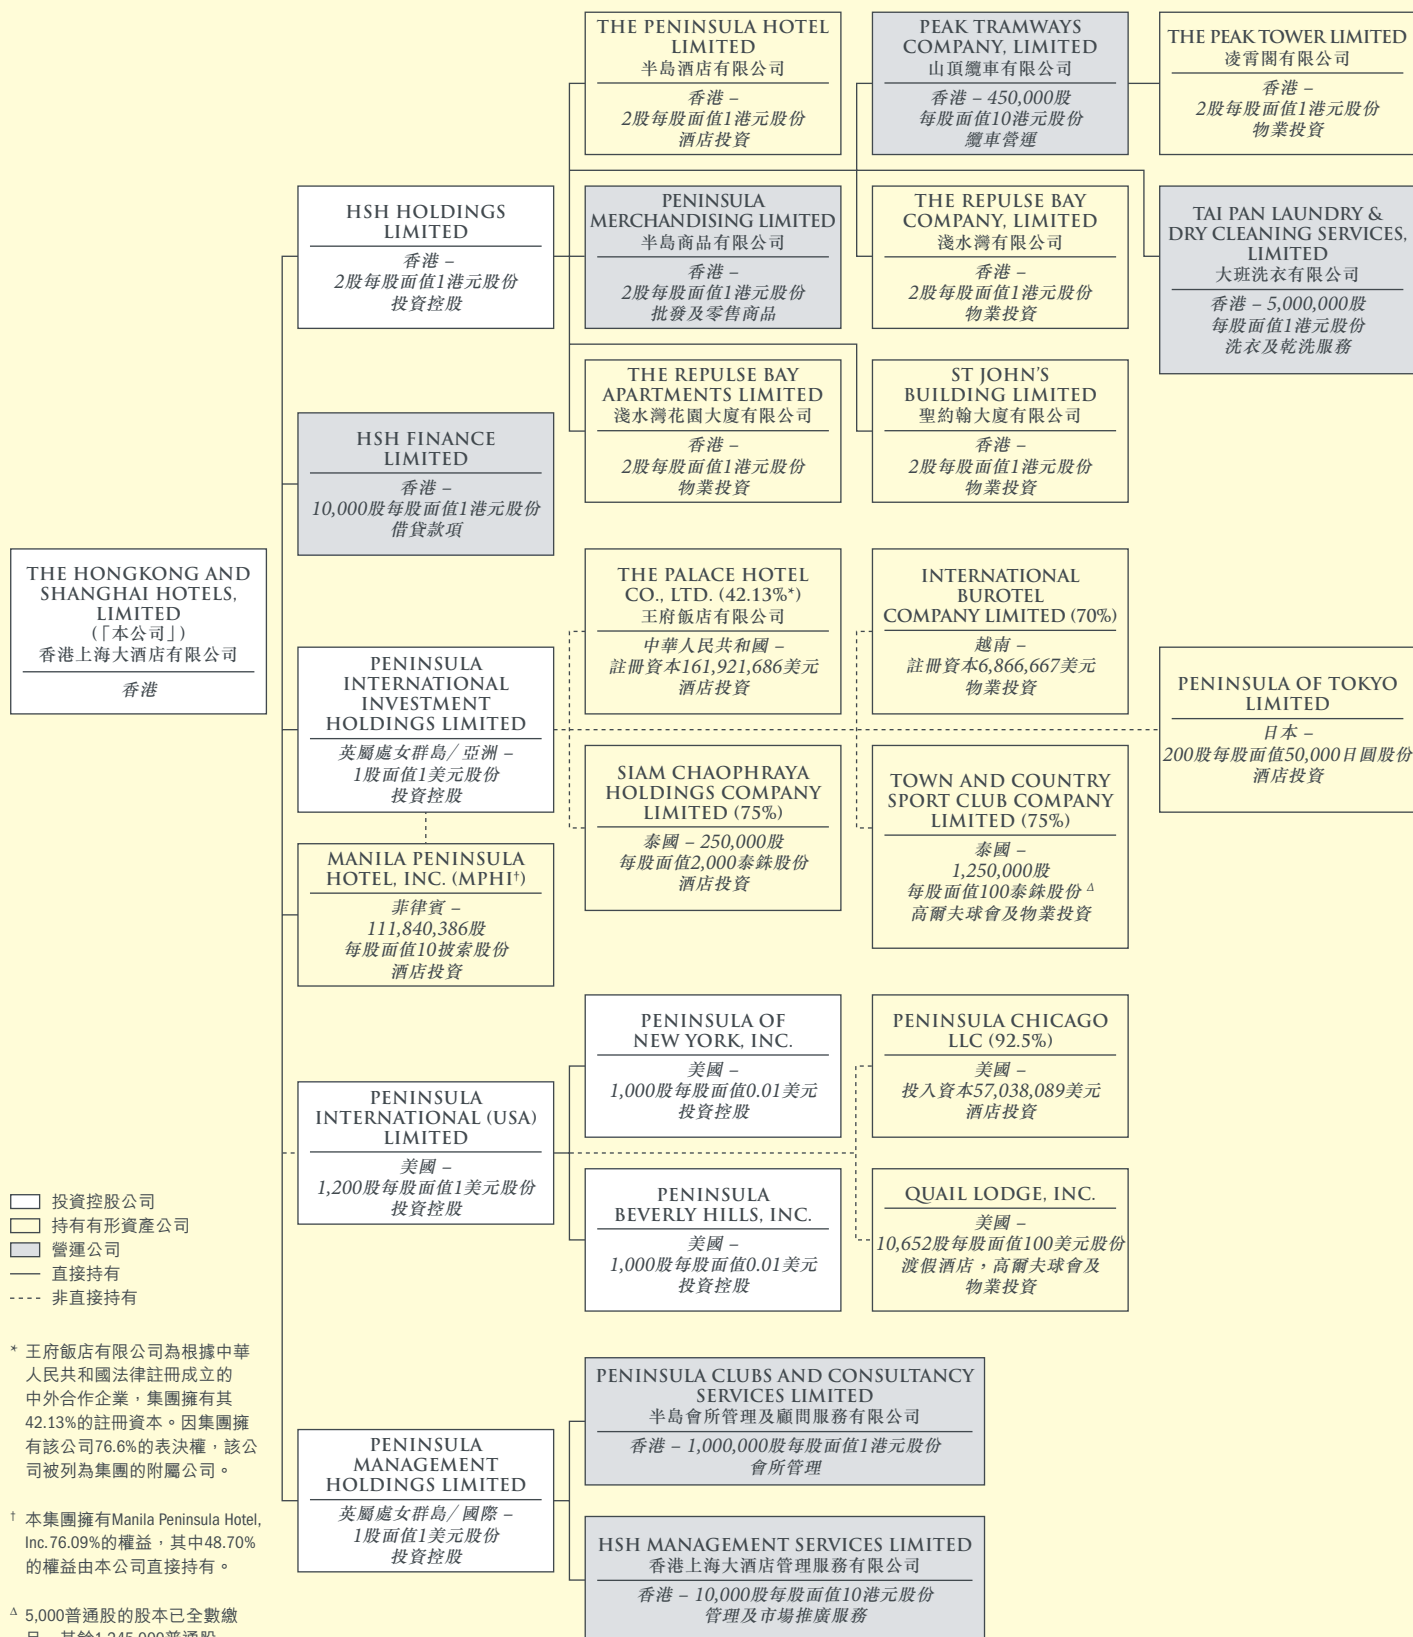 THE PENINSULA HOTEL
LIMITED
半島酒店有限公司
香港 –
2股每股面值1港元股份
酒店投資
PEAK TRAMWAYS
COMPANY, LIMITED
山頂纜車有限公司
香港 – 450,000股
每股面值10港元股份
纜車營運
THE PEAK TOWER LIMITED
凌霄閣有限公司
香港 –
2股每股面值1港元股份
物業投資
HSH HOLDINGS
LIMITED
香港 –
2股每股面值1港元股份
投資控股
PENINSULA
MERCHANDISING LIMITED
半島商品有限公司
香港 –
2股每股面值1港元股份
批發及零售商品
THE REPULSE BAY
COMPANY, LIMITED
淺水灣有限公司
香港 –
2股每股面值1港元股份
物業投資
TAI PAN LAUNDRY &
DRY CLEANING SERVICES,
LIMITED
大班洗衣有限公司
香港 – 5,000,000股
每股面值1港元股份
洗衣及乾洗服務
THE REPULSE BAY
APARTMENTS LIMITED
淺水灣花園大廈有限公司
香港 –
2股每股面值1港元股份
物業投資
ST JOHN'S
BUILDING LIMITED
聖約翰大廈有限公司
香港 –
2股每股面值1港元股份
物業投資
HSH FINANCE
LIMITED
香港 –
10,000股每股面值1港元股份
借貸款項
THE HONGKONG AND
SHANGHAI HOTELS,
LIMITED
(「本公司」)
香港上海大酒店有限公司
香港
THE PALACE HOTEL
CO., LTD. (42.13%*)
王府飯店有限公司
中華人民共和國 –
註冊資本161,921,686美元
酒店投資
INTERNATIONAL
BUROTEL
COMPANY LIMITED (70%)
越南 –
註冊資本6,866,667美元
物業投資
PENINSULA
INTERNATIONAL
INVESTMENT
HOLDINGS LIMITED
英屬處女群島/亞洲 –
1股面值1美元股份
投資控股
PENINSULA OF TOKYO
LIMITED
日本 –
200股每股面值50,000日圓股份
酒店投資
SIAM CHAOPHRAYA
HOLDINGS COMPANY
LIMITED (75%)
泰國 – 250,000股
每股面值2,000泰銖股份
酒店投資
TOWN AND COUNTRY
SPORT CLUB COMPANY
LIMITED (75%)
泰國 –
1,250,000股
每股面值100泰銖股份 Δ
高爾夫球會及物業投資
MANILA PENINSULA
HOTEL, INC. (MPHI†)
菲律賓 –
111,840,386股
每股面值10披索股份
酒店投資
PENINSULA OF
NEW YORK, INC.
美國 –
1,000股每股面值0.01美元
投資控股
PENINSULA CHICAGO
LLC (92.5%)
美國 –
投入資本57,038,089美元
酒店投資
PENINSULA
INTERNATIONAL (USA)
LIMITED
美國 –
1,200股每股面值1美元股份
投資控股
PENINSULA
BEVERLY HILLS, INC.
美國 –
1,000股每股面值0.01美元
投資控股
QUAIL LODGE, INC.
美國 –
10,652股每股面值100美元股份
渡假酒店，高爾夫球會及
物業投資
投資控股公司
持有有形資產公司
營運公司
直接持有
非直接持有
PENINSULA
MANAGEMENT
HOLDINGS LIMITED
英屬處女群島/國際 –
1股面值1美元股份
投資控股
PENINSULA CLUBS AND CONSULTANCY
SERVICES LIMITED
半島會所管理及顧問服務有限公司
香港 – 1,000,000股每股面值1港元股份
會所管理
HSH MANAGEMENT SERVICES LIMITED
香港上海大酒店管理服務有限公司
香港 – 10,000股每股面值10港元股份
管理及市場推廣服務
* 王府飯店有限公司為根據中華
人民共和國法律註冊成立的
中外合作企業，集團擁有其
42.13%的註冊資本。因集團擁
有該公司76.6%的表決權，該公
司被列為集團的附屬公司。
† 本集團擁有Manila Peninsula Hotel,
Inc.76.09%的權益，其中48.70%
的權益由本公司直接持有。
Δ 5,000普通股的股本已全數繳